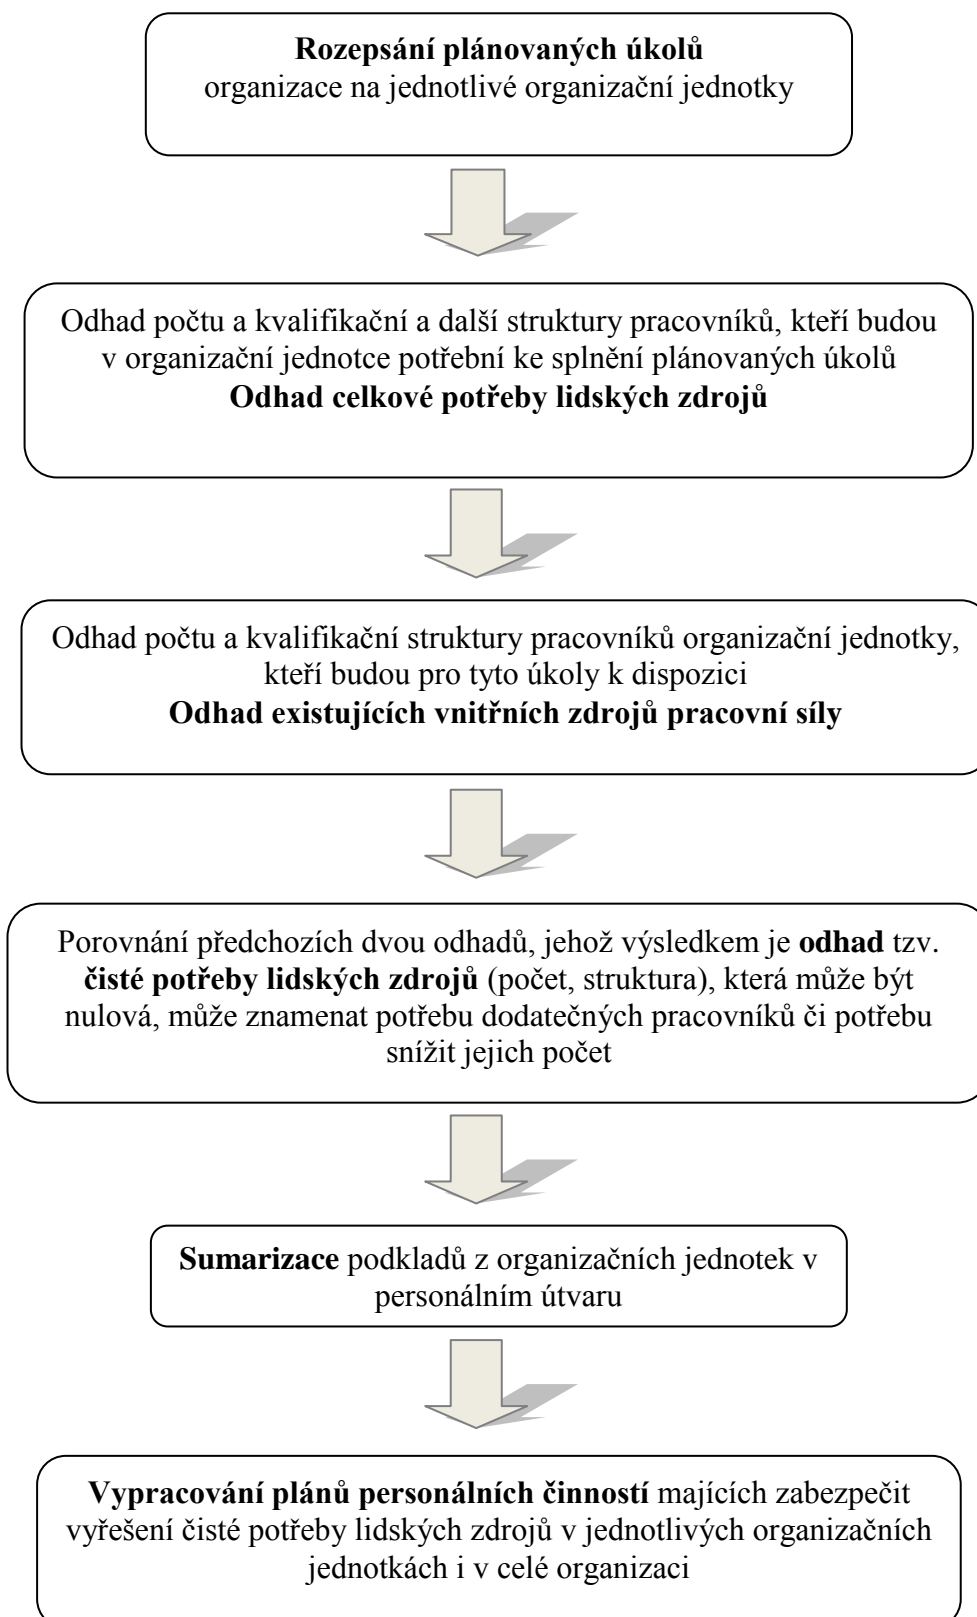 Rozepsání plánovaných úkolů
organizace na jednotlivé organizační jednotky
Odhad počtu a kvalifikační a další struktury pracovníků, kteří budou
v organizační jednotce potřební ke splnění plánovaných úkolů
Odhad celkové potřeby lidských zdrojů
Odhad počtu a kvalifikační struktury pracovníků organizační jednotky,
kteří budou pro tyto úkoly k dispozici
Odhad existujících vnitřních zdrojů pracovní síly
Porovnání předchozích dvou odhadů, jehož výsledkem je odhad tzv.
čisté potřeby lidských zdrojů (počet, struktura), která může být
nulová, může znamenat potřebu dodatečných pracovníků či potřebu
snížit jejich počet
Sumarizace podkladů z organizačních jednotek v
personálním útvaru
Vypracování plánů personálních činností majících zabezpečit
vyřešení čisté potřeby lidských zdrojů v jednotlivých organizačních
jednotkách i v celé organizaci